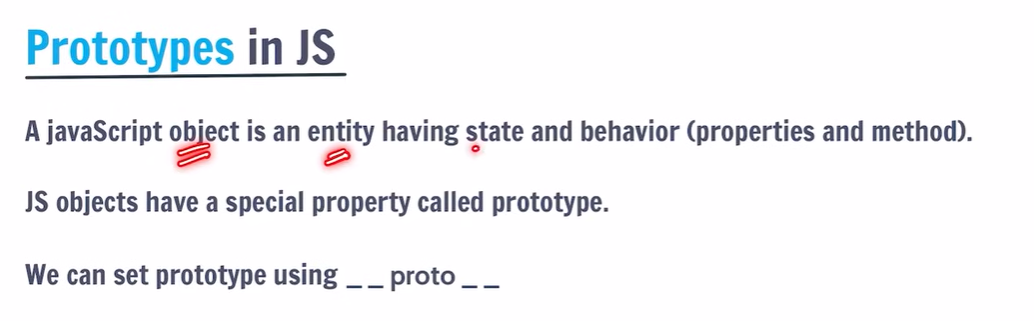 Prototypes in JS
A javaScript object is an entity having state and behavior (properties and method).
JS objects have a special property called prototype.
We can set prototype using _ _ proto _ _